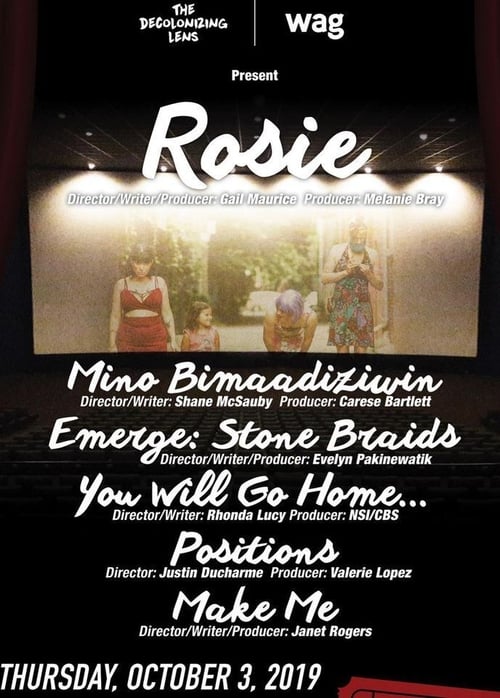 THE
DECOLONIZING
LENS
wag
Present
Rosie
Director/Writer/Producer: Gail Maurice Producer: Melanie Bray
Mino Bimaadiziwin
Director/Writer: Shane McSauby Producer: Carese Bartlett
Emerge: Stone Braids
Director/Writer/Producer: Evelyn Pakinewatik
You Will Go Home...
Director/Writer: Rhonda Lucy Producer: NSI/CBS
Positions
Director: Justin Ducharme Producer: Valerie Lopez
Make Me
Director/Writer/Producer: Janet Rogers
THURSDAY, OCTOBER 3, 2019